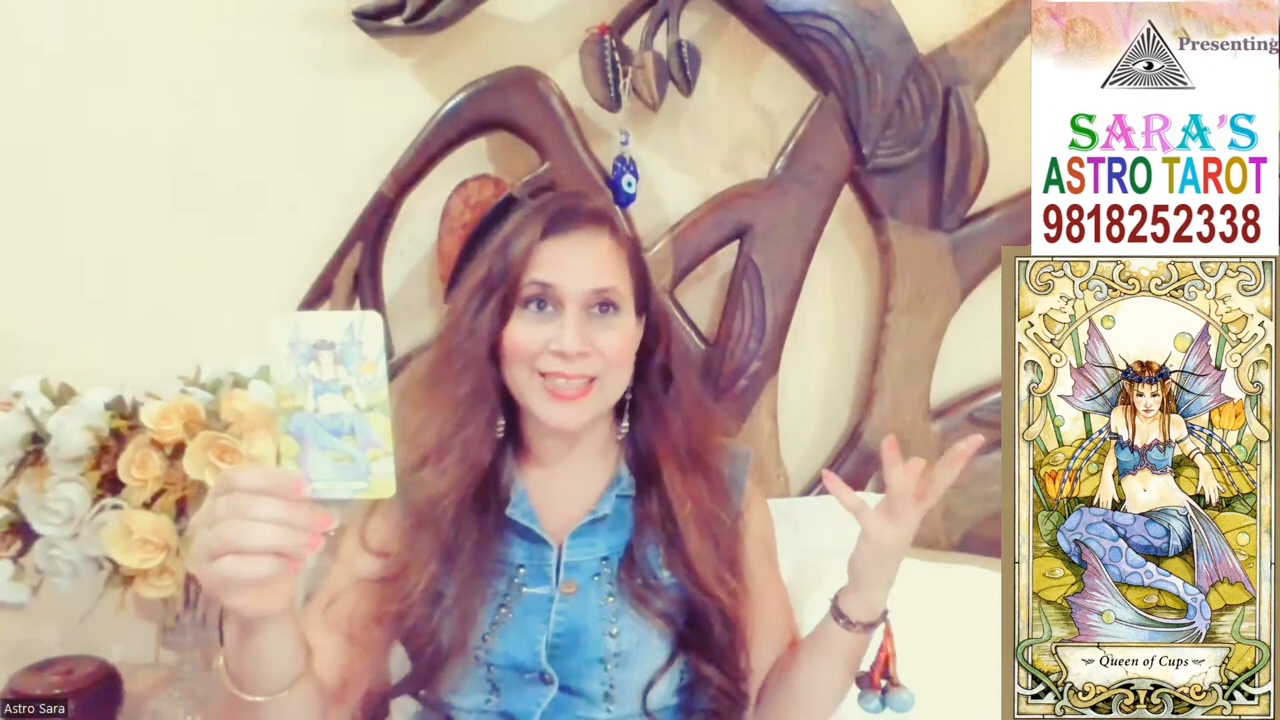 Presenting
SARA'S
ASTRO TAROT
9818252338
Queen of Cups
Astro Sara